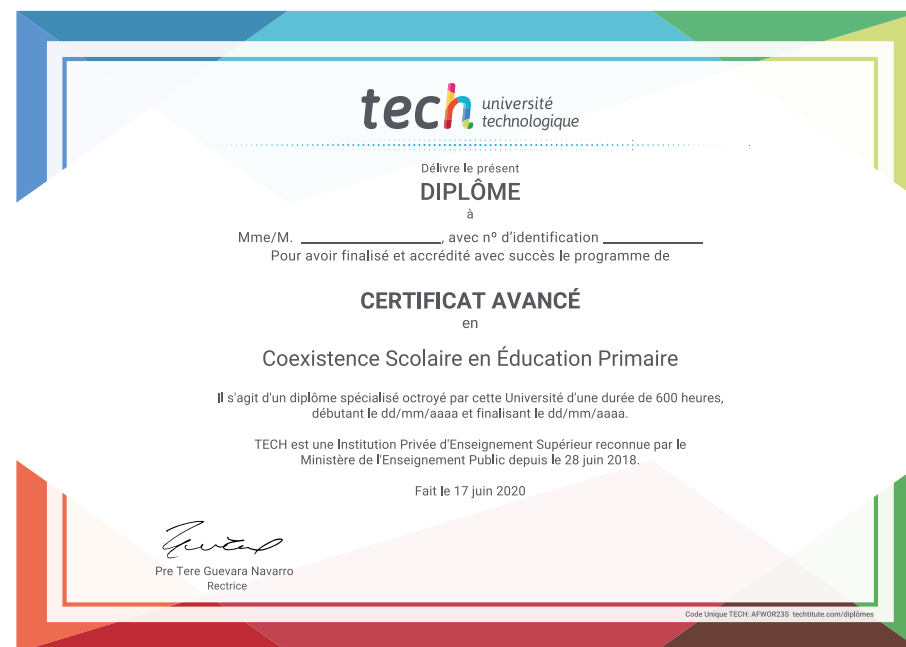 tech université
technologique
Délivre le présent
DIPLÔME
à
Mme/M. ____________________, avec nº d'identification ______________
Pour avoir finalisé et accrédité avec succès le programme de
CERTIFICAT AVANCÉ
en
Coexistence Scolaire en Éducation Primaire
Il s'agit d'un diplôme spécialisé octroyé par cette Université d'une durée de 600 heures,
débutant le dd/mm/aaaa et finalisant le dd/mm/aaaa.
TECH est une Institution Privée d'Enseignement Supérieur reconnue par le
Ministère de l'Enseignement Public depuis le 28 juin 2018.
Fait le 17 juin 2020
Pre Tere Guevara Navarro
Rectrice
Code Unique TECH: AFWOR23S techtitute.com/diplômes